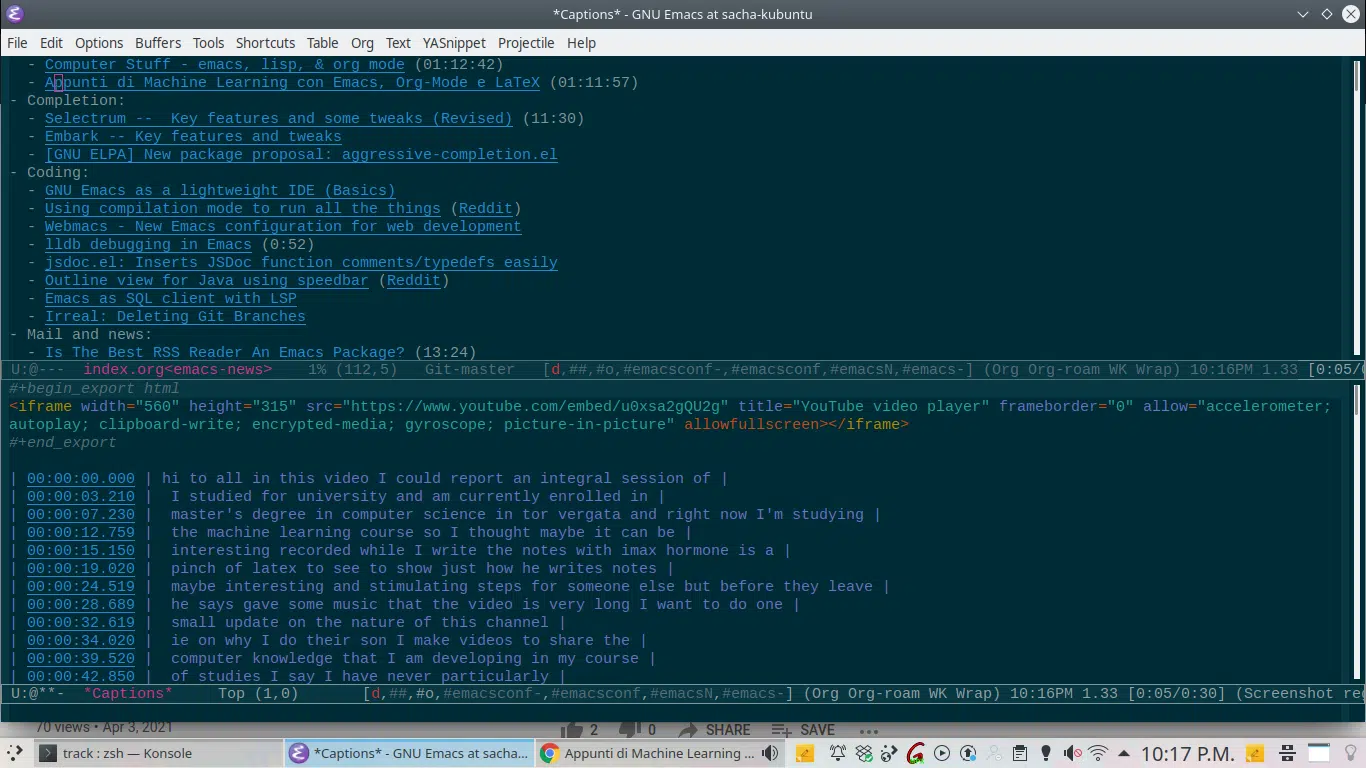 *Captions* - GNU Emacs at sacha-kubuntu
File Edit Options Buffers Tools Shortcuts Table Org Text YASnippet Projectile Help
- Computer Stuff - emacs, lisp, & org mode (01:12:42)
- Appunti di Machine Learning con Emacs, Org-Mode e LaTeX (01:11:57)
- Completion:
- Selectrum --  Key features and some tweaks (Revised) (11:30)
- Embark -- Key features and tweaks
- [GNU ELPA] New package proposal: aggressive-completion.el
- Coding:
- GNU Emacs as a lightweight IDE (Basics)
- Using compilation mode to run all the things (Reddit)
- Webmacs - New Emacs configuration for web development
- lldb debugging in Emacs (0:52)
- jsdoc.el: Inserts JSDoc function comments/typedefs easily
- Outline view for Java using speedbar (Reddit)
- Emacs as SQL client with LSP
- Irreal: Deleting Git Branches
- Mail and news:
- Is The Best RSS Reader An Emacs Package? (13:24)
U:@---  index.org<emacs-news>    1% (112,5)   Git-master   [d,##,#o,#emacsconf-,#emacsconf,#emacsN,#emacs-] (Org Org-roam WK Wrap) 10:16PM 1.33 [0:05/
#+begin_export html
<iframe width="560" height="315" src="https://www.youtube.com/embed/u0xsa2gQU2g" title="YouTube video player" frameborder="0" allow="accelerometer;
autoplay; clipboard-write; encrypted-media; gyroscope; picture-in-picture" allowfullscreen></iframe>
#+end_export
| 00:00:00.000 | hi to all in this video I could report an integral session of |
| 00:00:03.210 |  I studied for university and am currently enrolled in |
| 00:00:07.230 |  master's degree in computer science in tor vergata and right now I'm studying |
| 00:00:12.759 |  the machine learning course so I thought maybe it can be |
| 00:00:15.150 |  interesting recorded while I write the notes with imax hormone is a |
| 00:00:19.020 |  pinch of latex to see to show just how he writes notes |
| 00:00:24.519 |  maybe interesting and stimulating steps for someone else but before they leave |
| 00:00:28.689 |  he says gave some music that the video is very long I want to do one |
| 00:00:32.619 |  small update on the nature of this channel |
| 00:00:34.020 |  ie on why I do their son I make videos to share the |
| 00:00:39.520 |  computer knowledge that I am developing in my course |
| 00:00:42.850 |  of studies I say I have never particularly |
U:@**-  *Captions*     Top (1,0)      [d,##,#o,#emacsconf-,#emacsconf,#emacsN,#emacs-] (Org Org-roam WK Wrap) 10:16PM 1.33 [0:05/0:30] (Screenshot re
70 views • Apr 3, 2021 2 0 SHARE SAVE
track : zsh — Konsole *Captions* - GNU Emacs at sacha... Appunti di Machine Learning ... 10:17 P.M.